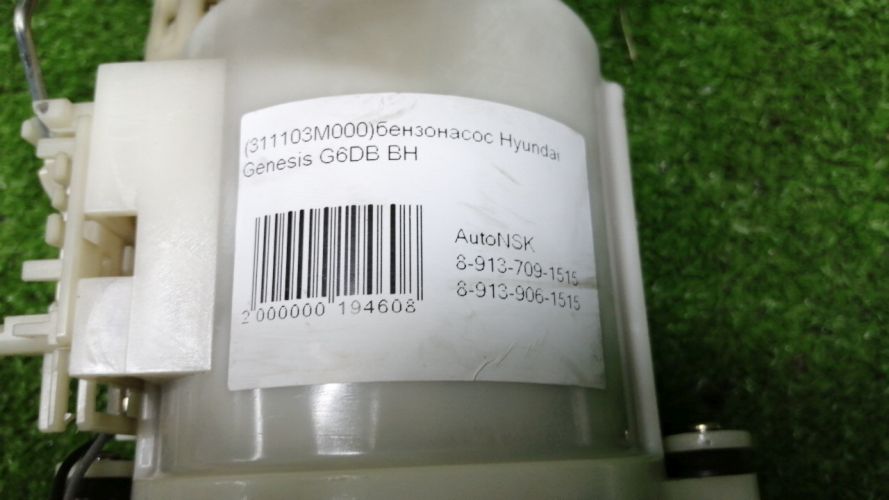 (311103M000)бензонасос Hyundai
Genesis G6DB BH
AutoNSK
8-913-709-1515
8-913-906-1515
2 000000 194608